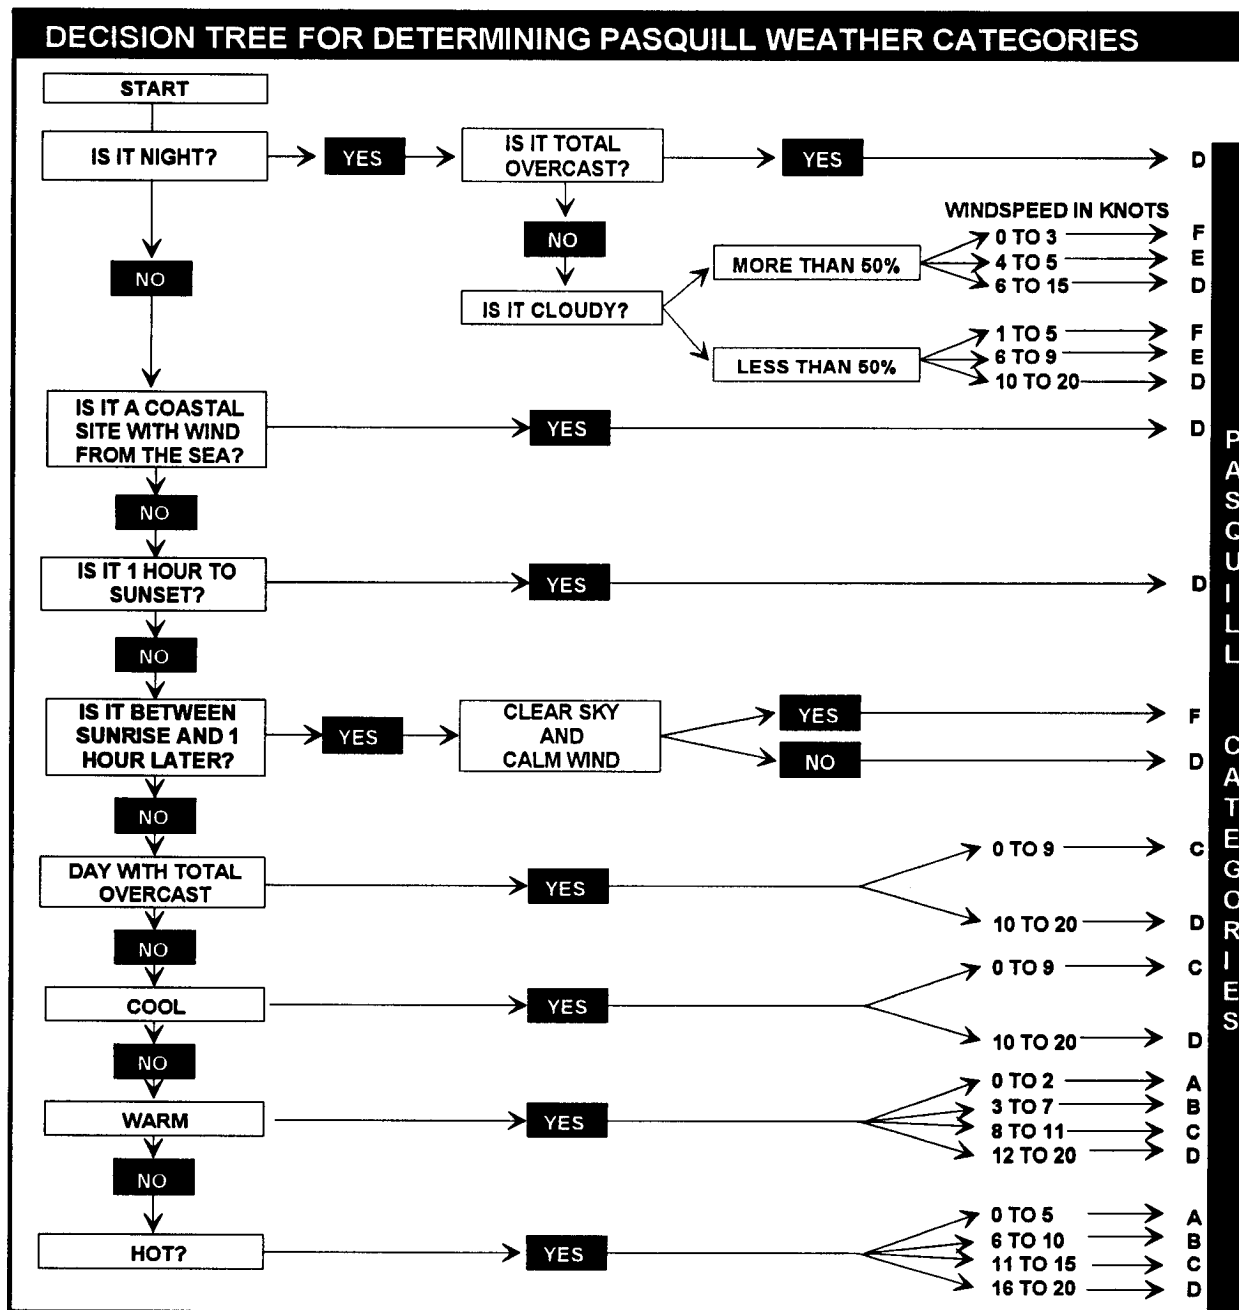 DECISION TREE FOR DETERMINING PASQUILL WEATHER CATEGORIES
START
IS IT NIGHT?
YES
IS IT TOTAL
OVERCAST?
YES
D
NO
NO
WINDSPEED IN KNOTS
IS IT CLOUDY?
MORE THAN 50%
0 TO 3
F
4 TO 5
E
6 TO 15
D
LESS THAN 50%
1 TO 5
F
6 TO 9
E
10 TO 20
D
IS IT A COASTAL
SITE WITH WIND
FROM THE SEA?
YES
D
NO
IS IT 1 HOUR TO
SUNSET?
YES
D
NO
IS IT BETWEEN
SUNRISE AND 1
HOUR LATER?
YES
CLEAR SKY
AND
CALM WIND
YES
F
NO
D
NO
DAY WITH TOTAL
OVERCAST
YES
0 TO 9
C
10 TO 20
D
NO
COOL
YES
0 TO 9
C
10 TO 20
D
NO
WARM
YES
0 TO 2
A
3 TO 7
B
8 TO 11
C
12 TO 20
D
NO
HOT?
YES
0 TO 5
A
6 TO 10
B
11 TO 15
C
16 TO 20
D
PASQUILL CATEGORIES